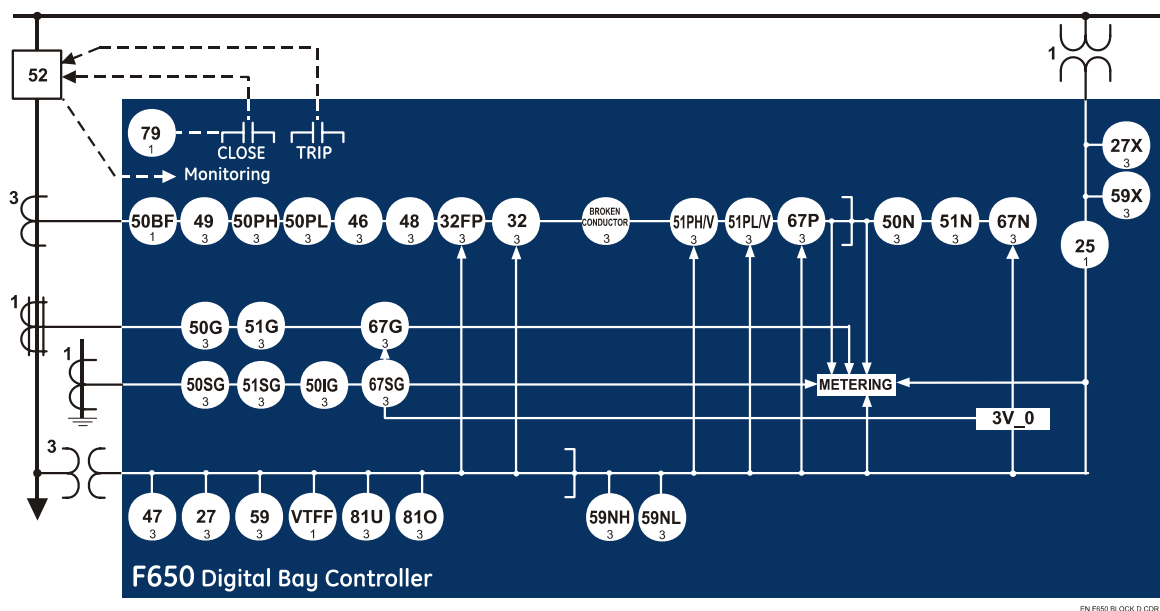 1
52
79
1
CLOSE
TRIP
Monitoring
27X
3
59X
3
25
1
3
50BF
1
49
3
50PH
3
50PL
3
46
3
48
3
32FP
3
32
3
BROKEN
CONDUCTOR
3
51PH/V
3
51PL/V
3
67P
3
50N
3
51N
3
67N
3
1
50G
3
51G
3
67G
3
1
50SG
3
51SG
3
50IG
3
67SG
3
METERING
3V_0
3
47
3
27
3
59
3
VTFF
1
81U
3
81O
3
59NH
3
59NL
3
F650 Digital Bay Controller
EN F650 BLOCK D.CDR